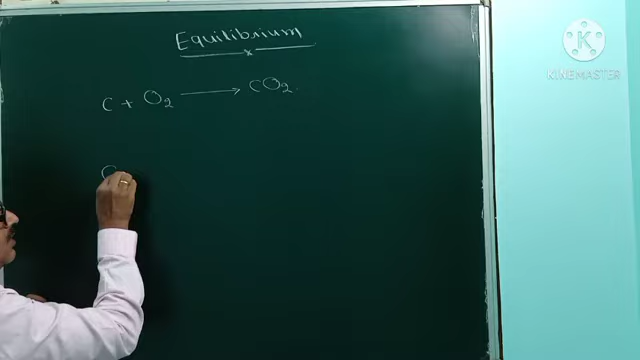 Equilibrium
C + O₂ ⟶ CO₂.
C
K
KINEMASTER